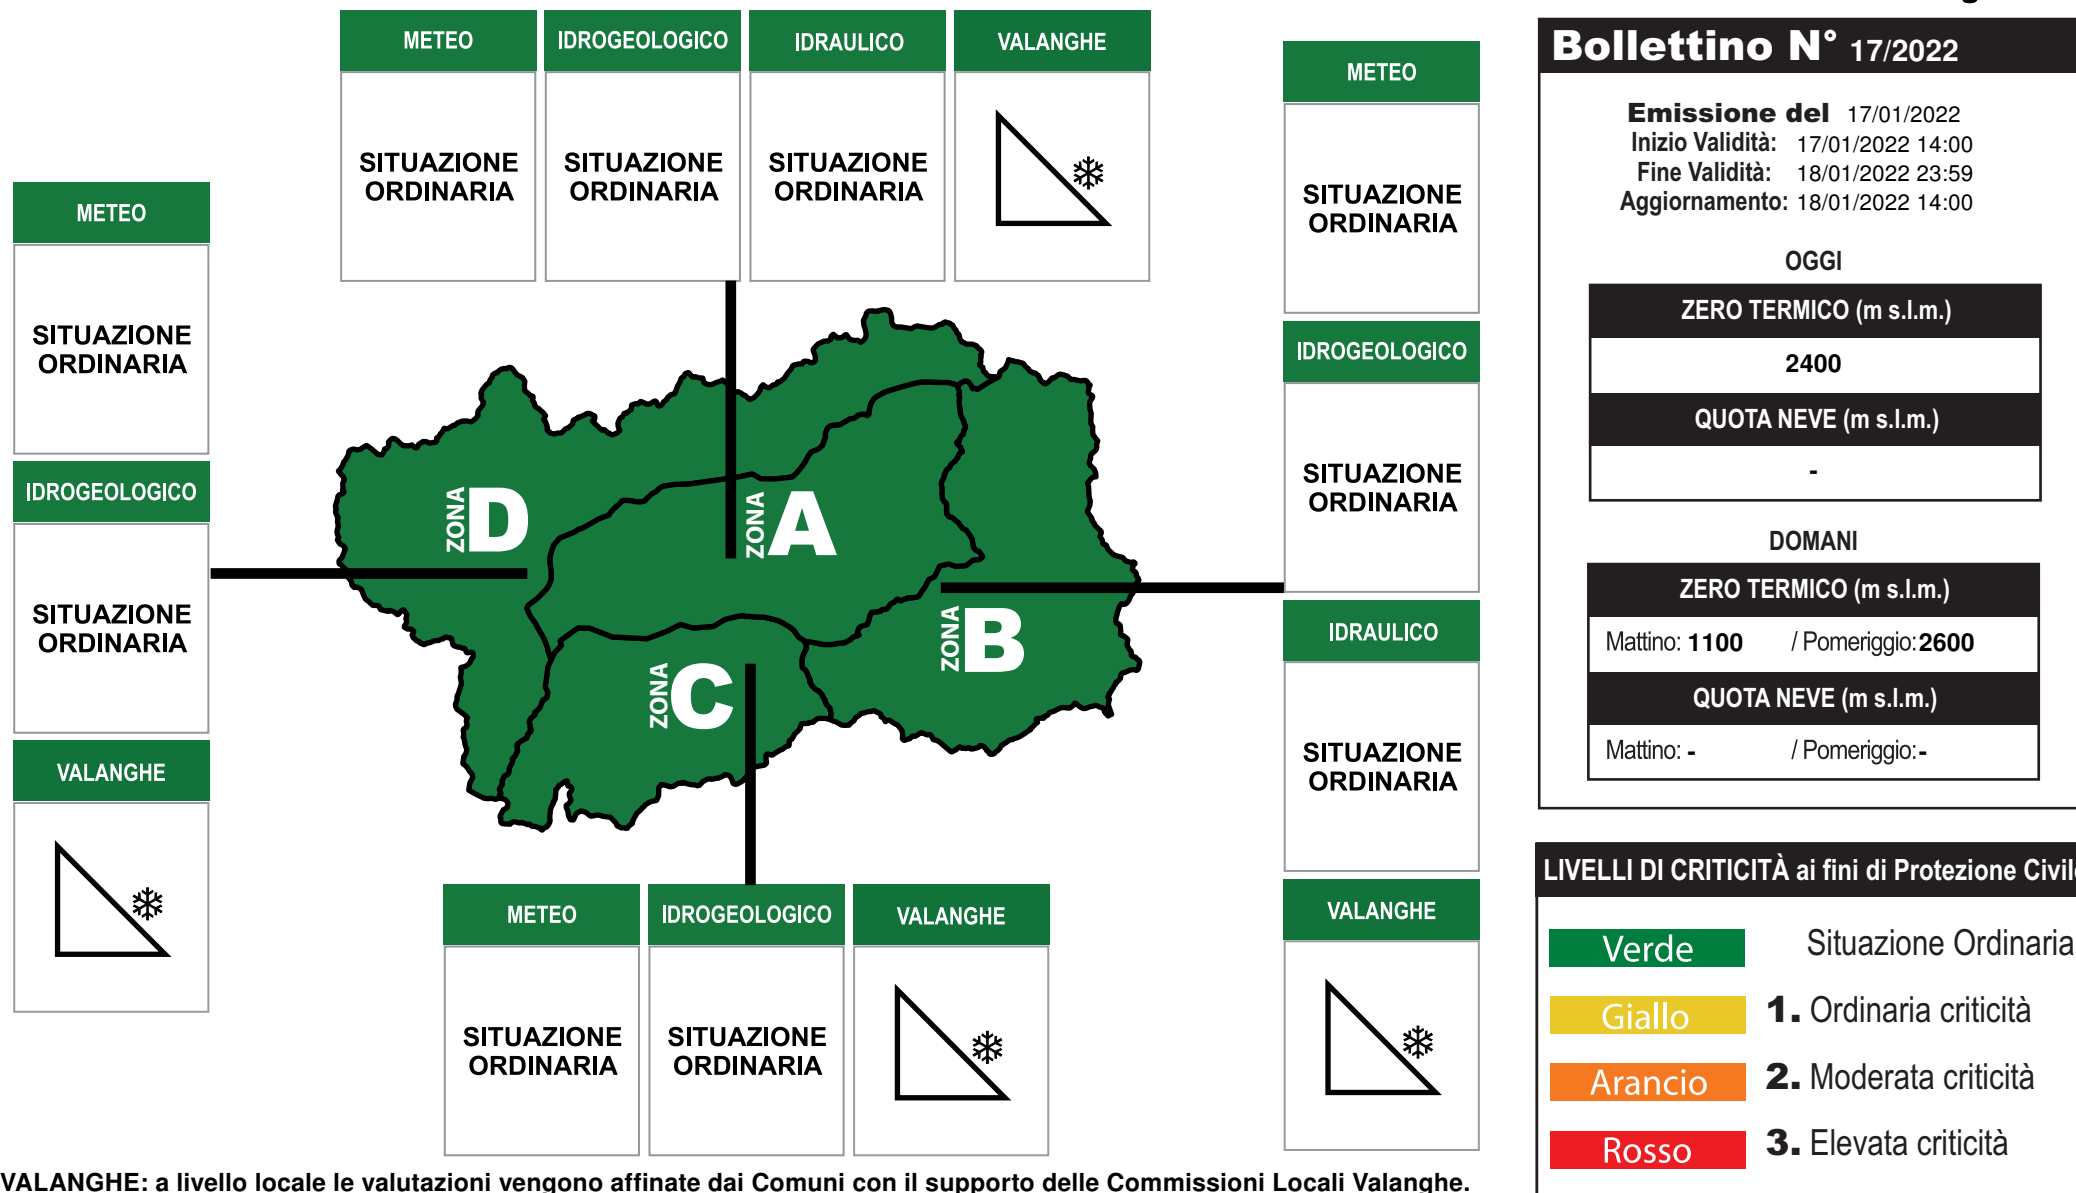 METEO
SITUAZIONE
ORDINARIA
IDROGEOLOGICO
SITUAZIONE
ORDINARIA
IDRAULICO
SITUAZIONE
ORDINARIA
VALANGHE
METEO
SITUAZIONE
ORDINARIA
IDROGEOLOGICO
SITUAZIONE
ORDINARIA
VALANGHE
ZONA D
ZONA A
ZONA B
ZONA C
METEO
SITUAZIONE
ORDINARIA
IDROGEOLOGICO
SITUAZIONE
ORDINARIA
IDRAULICO
SITUAZIONE
ORDINARIA
VALANGHE
METEO
SITUAZIONE
ORDINARIA
IDROGEOLOGICO
SITUAZIONE
ORDINARIA
VALANGHE
VALANGHE: a livello locale le valutazioni vengono affinate dai Comuni con il supporto delle Commissioni Locali Valanghe.
Bollettino N° 17/2022
Emissione del 17/01/2022
Inizio Validità: 17/01/2022 14:00
Fine Validità: 18/01/2022 23:59
Aggiornamento: 18/01/2022 14:00
OGGI
ZERO TERMICO (m s.l.m.)
2400
QUOTA NEVE (m s.l.m.)
-
DOMANI
ZERO TERMICO (m s.l.m.)
Mattino: 1100 / Pomeriggio: 2600
QUOTA NEVE (m s.l.m.)
Mattino: - / Pomeriggio: -
LIVELLI DI CRITICITÀ ai fini di Protezione Civile
Verde Situazione Ordinaria
Giallo 1. Ordinaria criticità
Arancio 2. Moderata criticità
Rosso 3. Elevata criticità